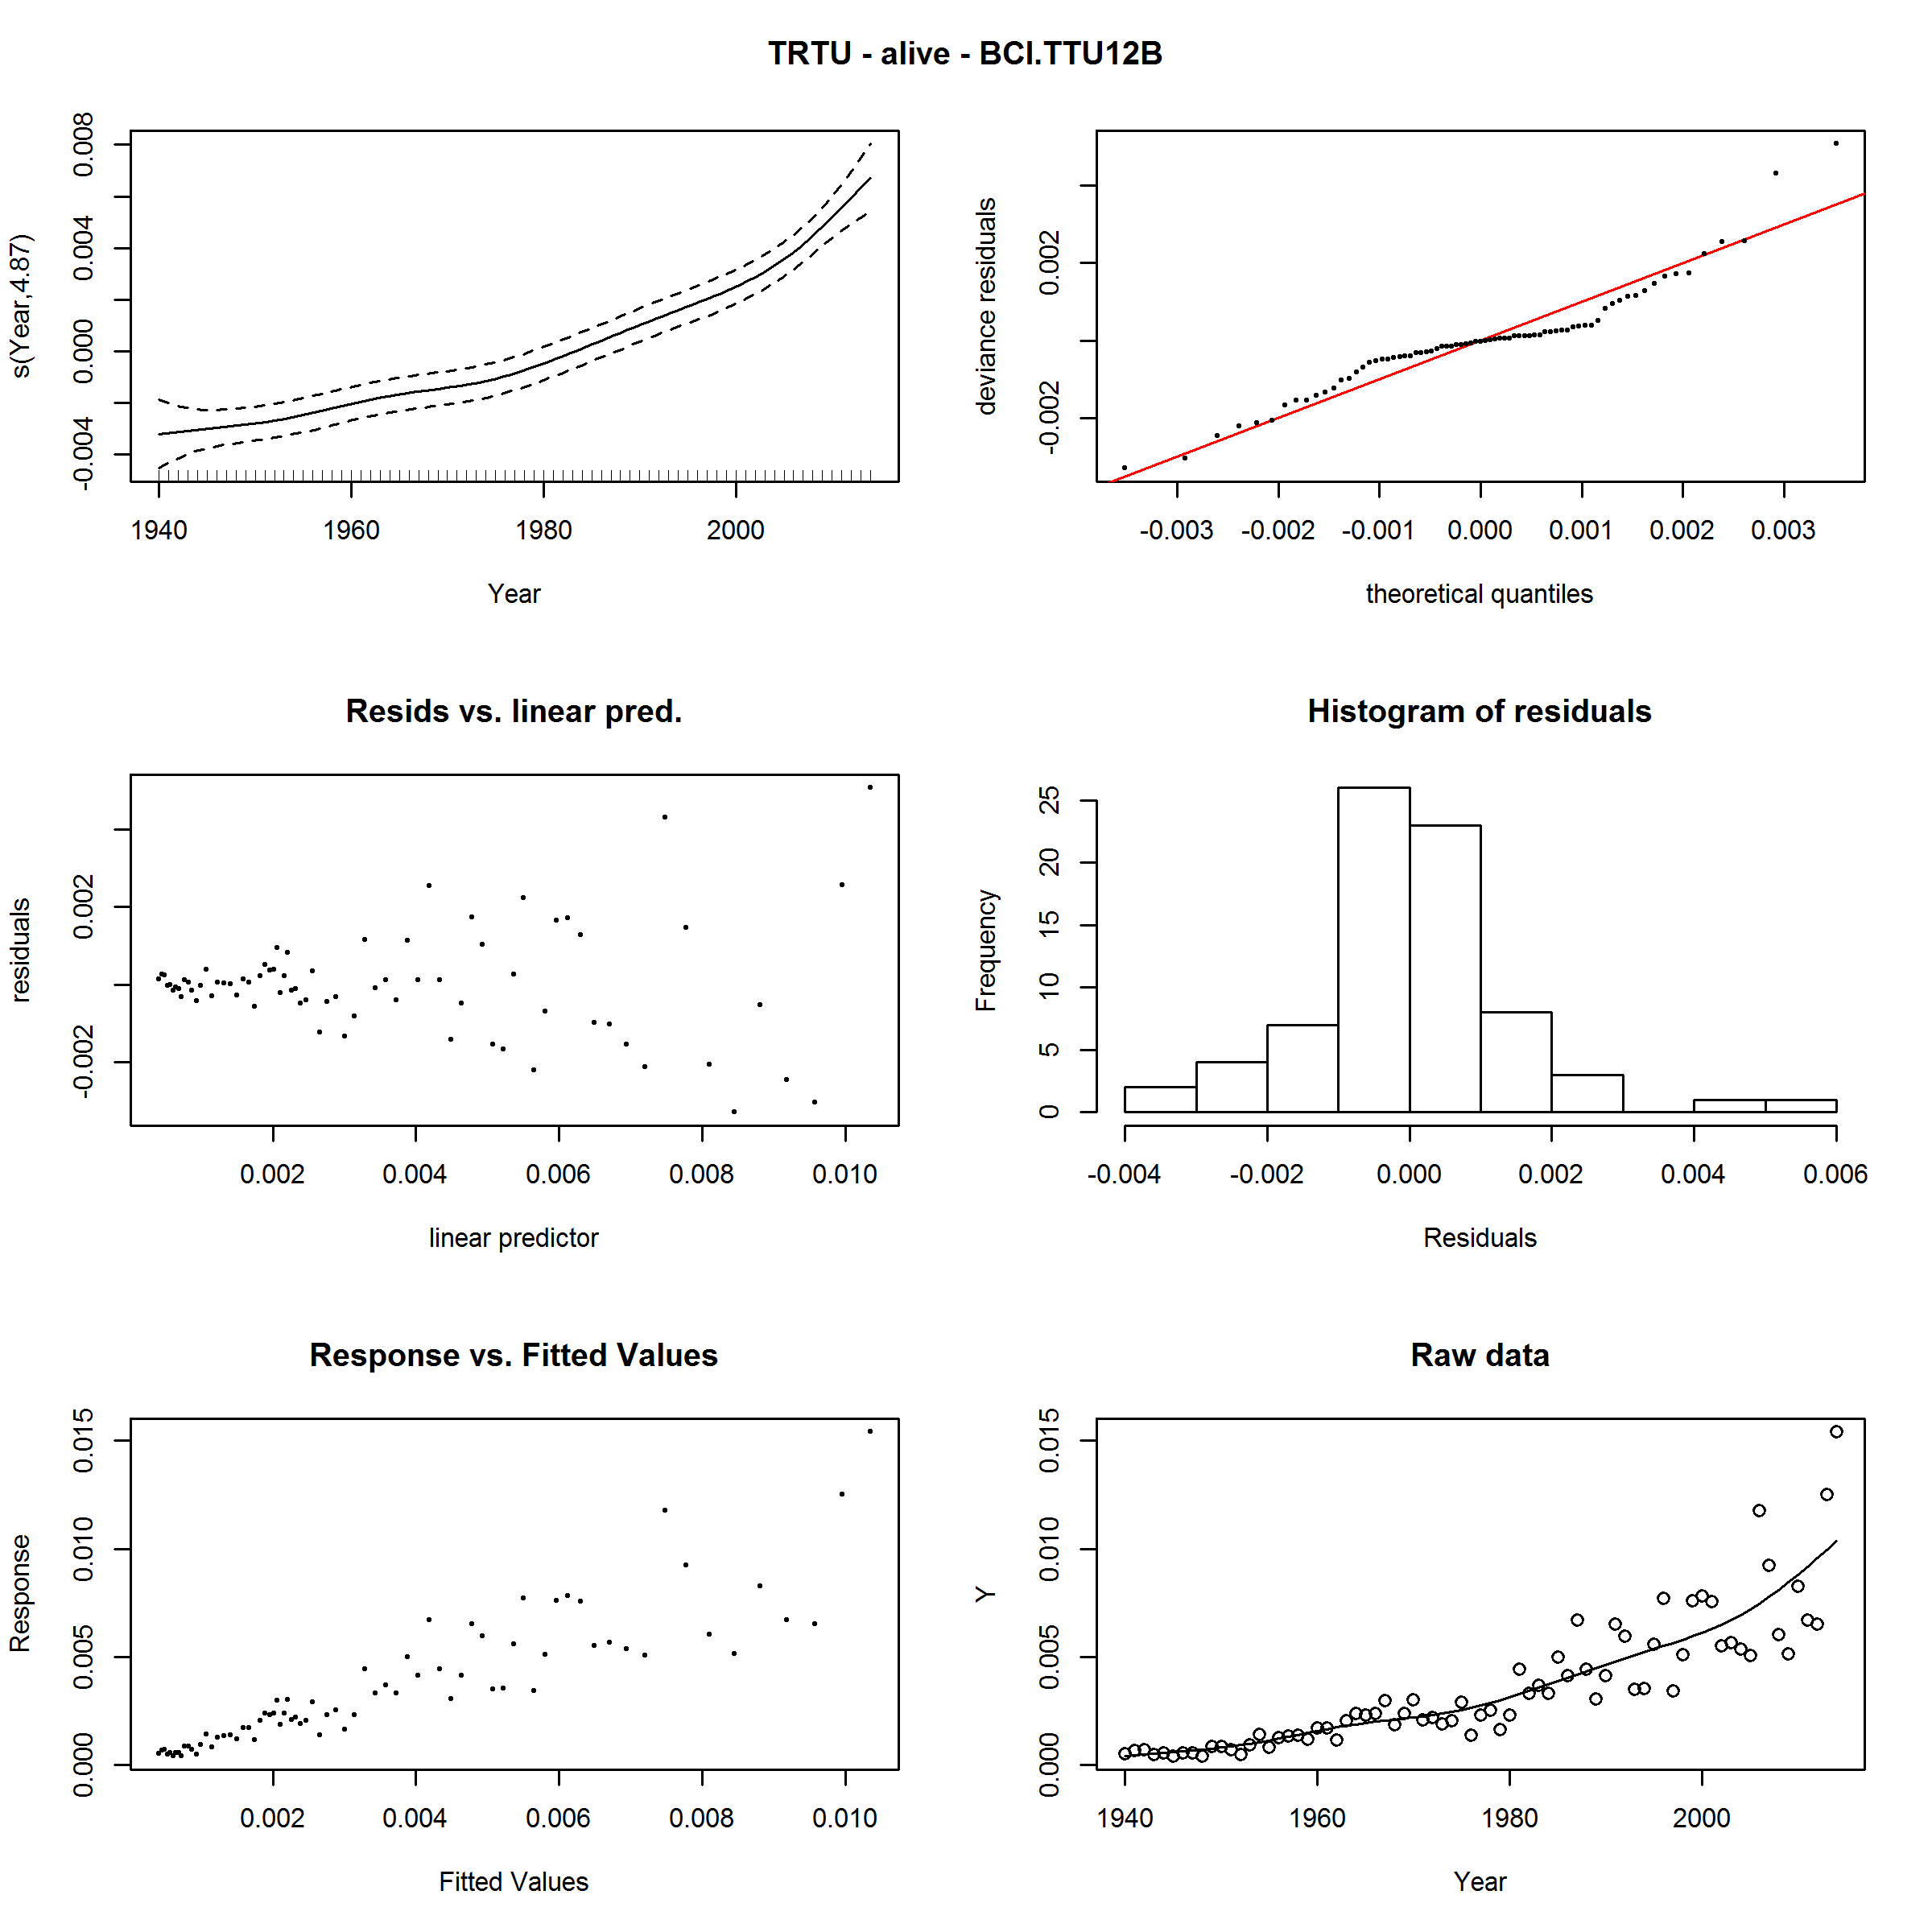 TRTU - alive - BCI.TTU12B
s(Year,4.87)
-0.004 0.000 0.004 0.008
1940 1960 1980 2000
Year
deviance residuals
-0.002 0.002
-0.003 -0.002 -0.001 0.000 0.001 0.002 0.003
theoretical quantiles
Resids vs. linear pred.
residuals
-0.002 0.002
0.002 0.004 0.006 0.008 0.010
linear predictor
Histogram of residuals
Frequency
0 5 10 15 20 25
-0.004 -0.002 0.000 0.002 0.004 0.006
Residuals
Response vs. Fitted Values
Response
0.000 0.005 0.010 0.015
0.002 0.004 0.006 0.008 0.010
Fitted Values
Raw data
Y
0.000 0.005 0.010 0.015
1940 1960 1980 2000
Year